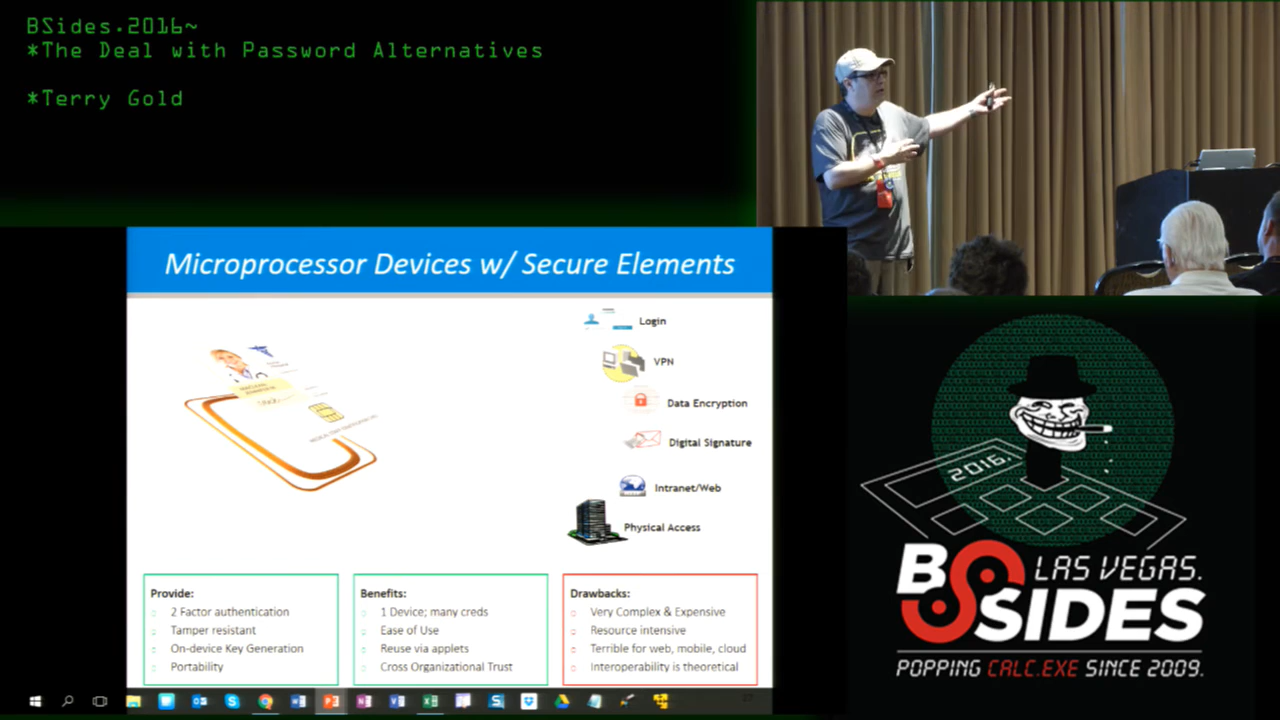 BSides.2016~
*The Deal with Password Alternatives
*Terry Gold
Microprocessor Devices w/ Secure Elements
Login
VPN
Data Encryption
Digital Signature
Intranet/Web
Physical Access
Provide:
2 Factor authentication
Tamper resistant
On-device Key Generation
Portability
Benefits:
1 Device; many creds
Ease of Use
Reuse via applets
Cross Organizational Trust
Drawbacks:
Very Complex & Expensive
Resource intensive
Terrible for web, mobile, cloud
Interoperability is theoretical
2016.
BSIDES
LAS VEGAS.
POPPING CALC.EXE SINCE 2009.